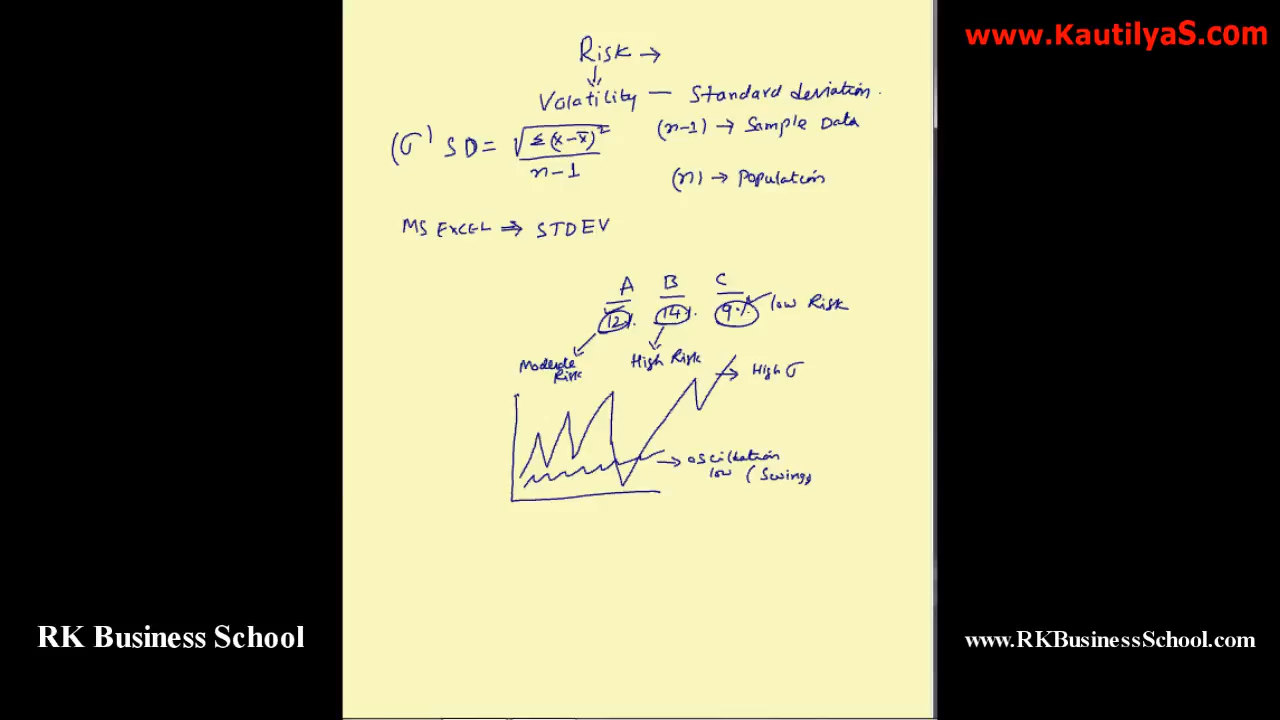 www.KautilyaS.com
Risk →
↓
Volatility — Standard deviation.
(n-1) → Sample Data
(σ) SD = √Σ(x-x̄)² / n-1
(n) → Population
MS EXCEL ⇒ STDEV
A B C
12%. 14%. 9%. low Risk
Moderate Risk
High Risk
→ High σ
→ oscillation
low (Swings
RK Business School
www.RKBusinessSchool.com